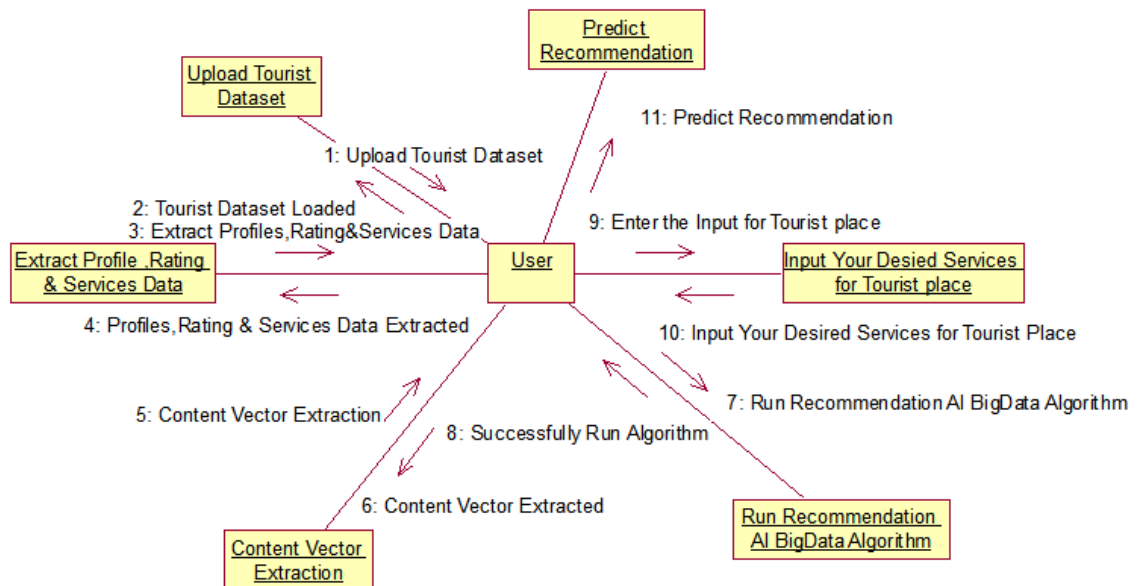 Predict
Recommendation
Upload Tourist
Dataset
11: Predict Recommendation
1: Upload Tourist Dataset
2: Tourist Dataset Loaded
3: Extract Profiles,Rating&Services Data
9: Enter the Input for Tourist place
Extract Profile ,Rating
& Services Data
User
Input Your Desied Services
for Tourist place
4: Profiles,Rating & Services Data Extracted
10: Input Your Desired Services for Tourist Place
5: Content Vector Extraction
7: Run Recommendation AI BigData Algorithm
8: Successfully Run Algorithm
6: Content Vector Extracted
Run Recommendation
AI BigData Algorithm
Content Vector
Extraction